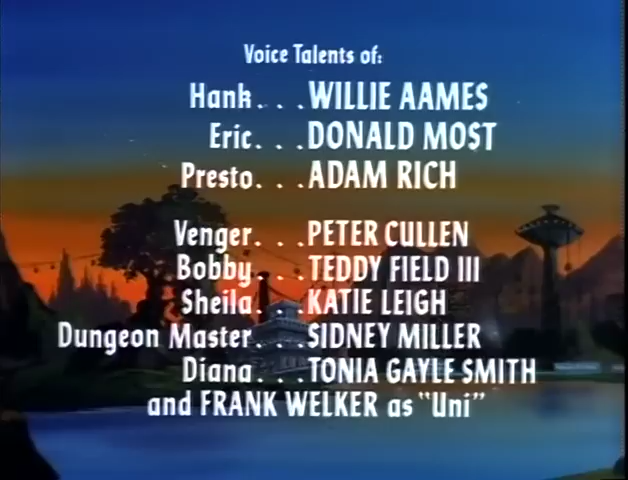 Voice Talents of:
Hank. . .WILLIE AAMES
Eric. . .DONALD MOST
Presto. . .ADAM RICH
Venger. . .PETER CULLEN
Bobby. . .TEDDY FIELD III
Sheila. . .KATIE LEIGH
Dungeon Master. . .SIDNEY MILLER
Diana. . .TONIA GAYLE SMITH
and FRANK WELKER as "Uni"